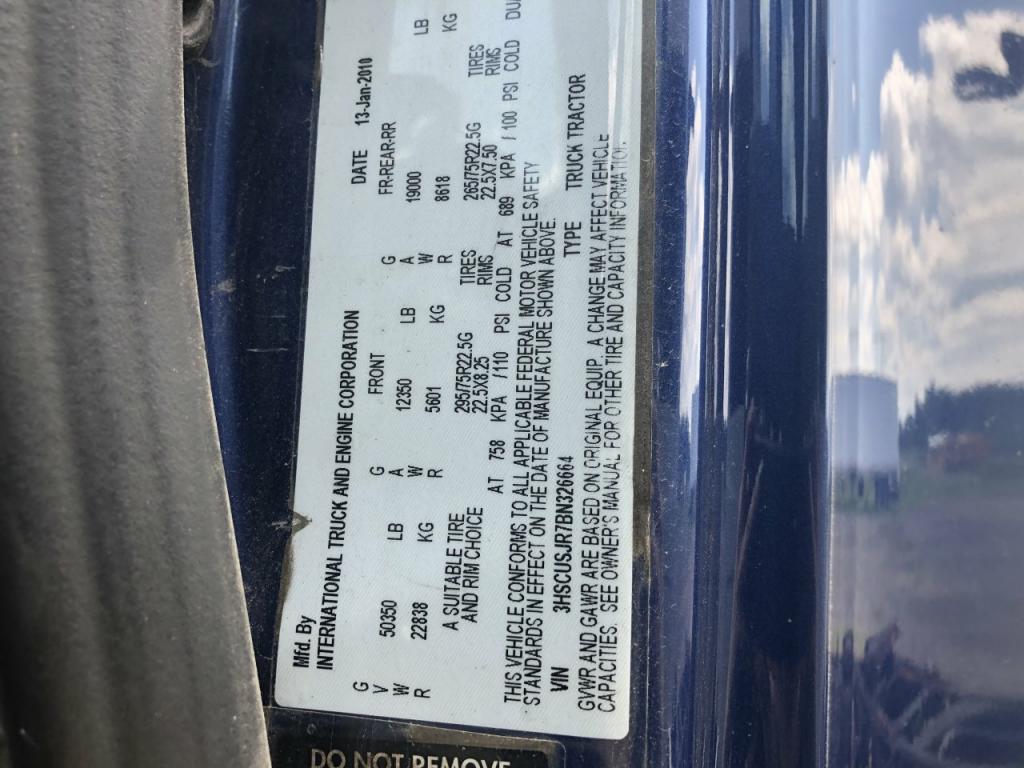 Mfd. By
INTERNATIONAL TRUCK AND ENGINE CORPORATION DATE 13-Jan-2010
G V W R 50350 LB 22838 KG
G A W R FRONT 12350 LB 5601 KG
G A W R FR-REAR-RR 19000 LB 8618 KG
A SUITABLE TIRE AND RIM CHOICE
295/75R22.5G TIRES 265/75R22.5G TIRES
22.5X8.25 RIMS 22.5X7.50 RIMS
AT 758 KPA /110 PSI COLD AT 689 KPA / 100 PSI COLD
THIS VEHICLE CONFORMS TO ALL APPLICABLE FEDERAL MOTOR VEHICLE SAFETY
STANDARDS IN EFFECT ON THE DATE OF MANUFACTURE SHOWN ABOVE.
VIN 3HSCUSJR7BN326664 TYPE TRUCK TRACTOR
GVWR AND GAWR ARE BASED ON ORIGINAL EQUIP. A CHANGE MAY AFFECT VEHICLE
CAPACITIES. SEE OWNER'S MANUAL FOR OTHER TIRE AND CAPACITY INFORMATION.
DO NOT REMOVE